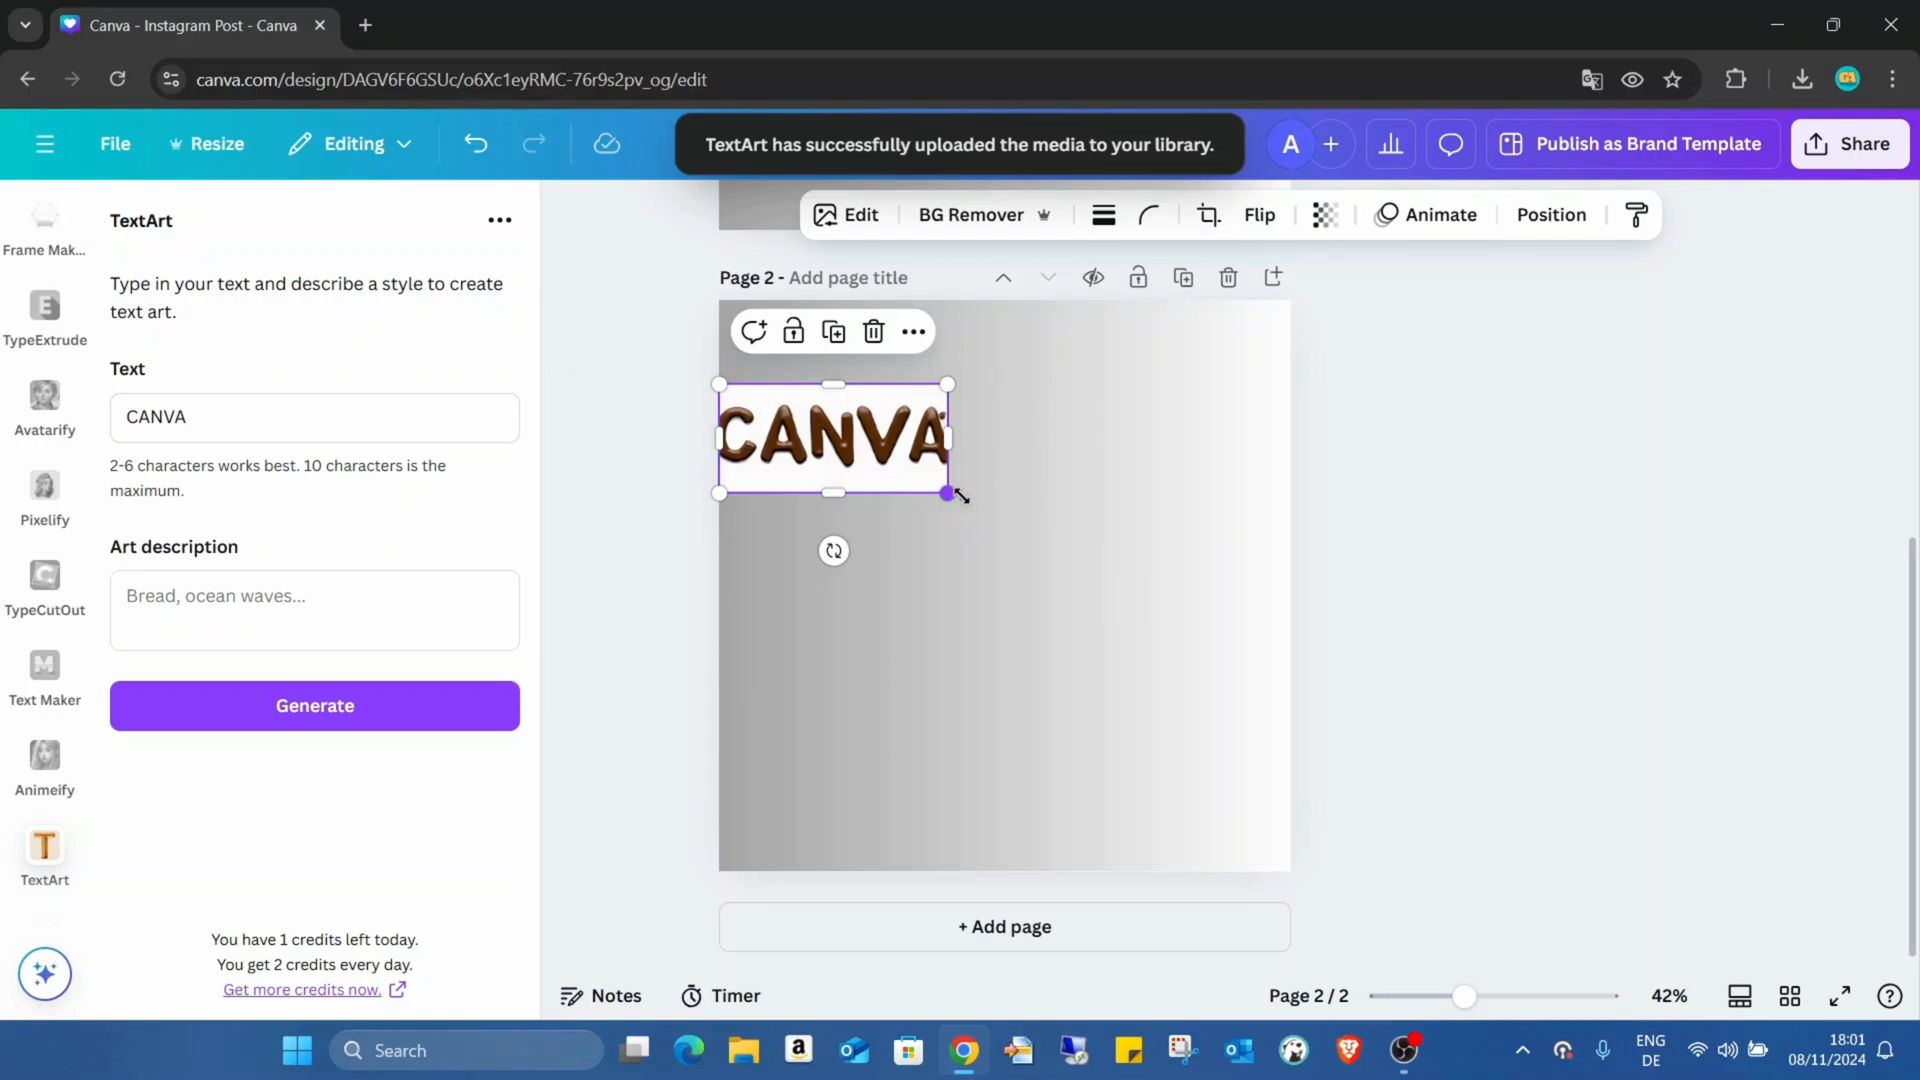 Canva - Instagram Post - Canva
canva.com/design/DAGV6F6GSUc/o6Xc1eyRMC-76r9s2pv_og/edit
File
Resize
Editing
TextArt has successfully uploaded the media to your library.
A
Publish as Brand Template
Share
Frame Mak...
TypeExtrude
Avatarify
Pixelify
TypeCutOut
Text Maker
Animeify
TextArt
TextArt
Type in your text and describe a style to create
text art.
Text
CANVA
2-6 characters works best. 10 characters is the
maximum.
Art description
Bread, ocean waves...
Generate
You have 1 credits left today.
You get 2 credits every day.
Get more credits now.
Edit
BG Remover
Flip
Animate
Position
Page 2 - Add page title
CANVA
+ Add page
Notes
Timer
Page 2 / 2
42%
Search
ENG
DE
18:01
08/11/2024